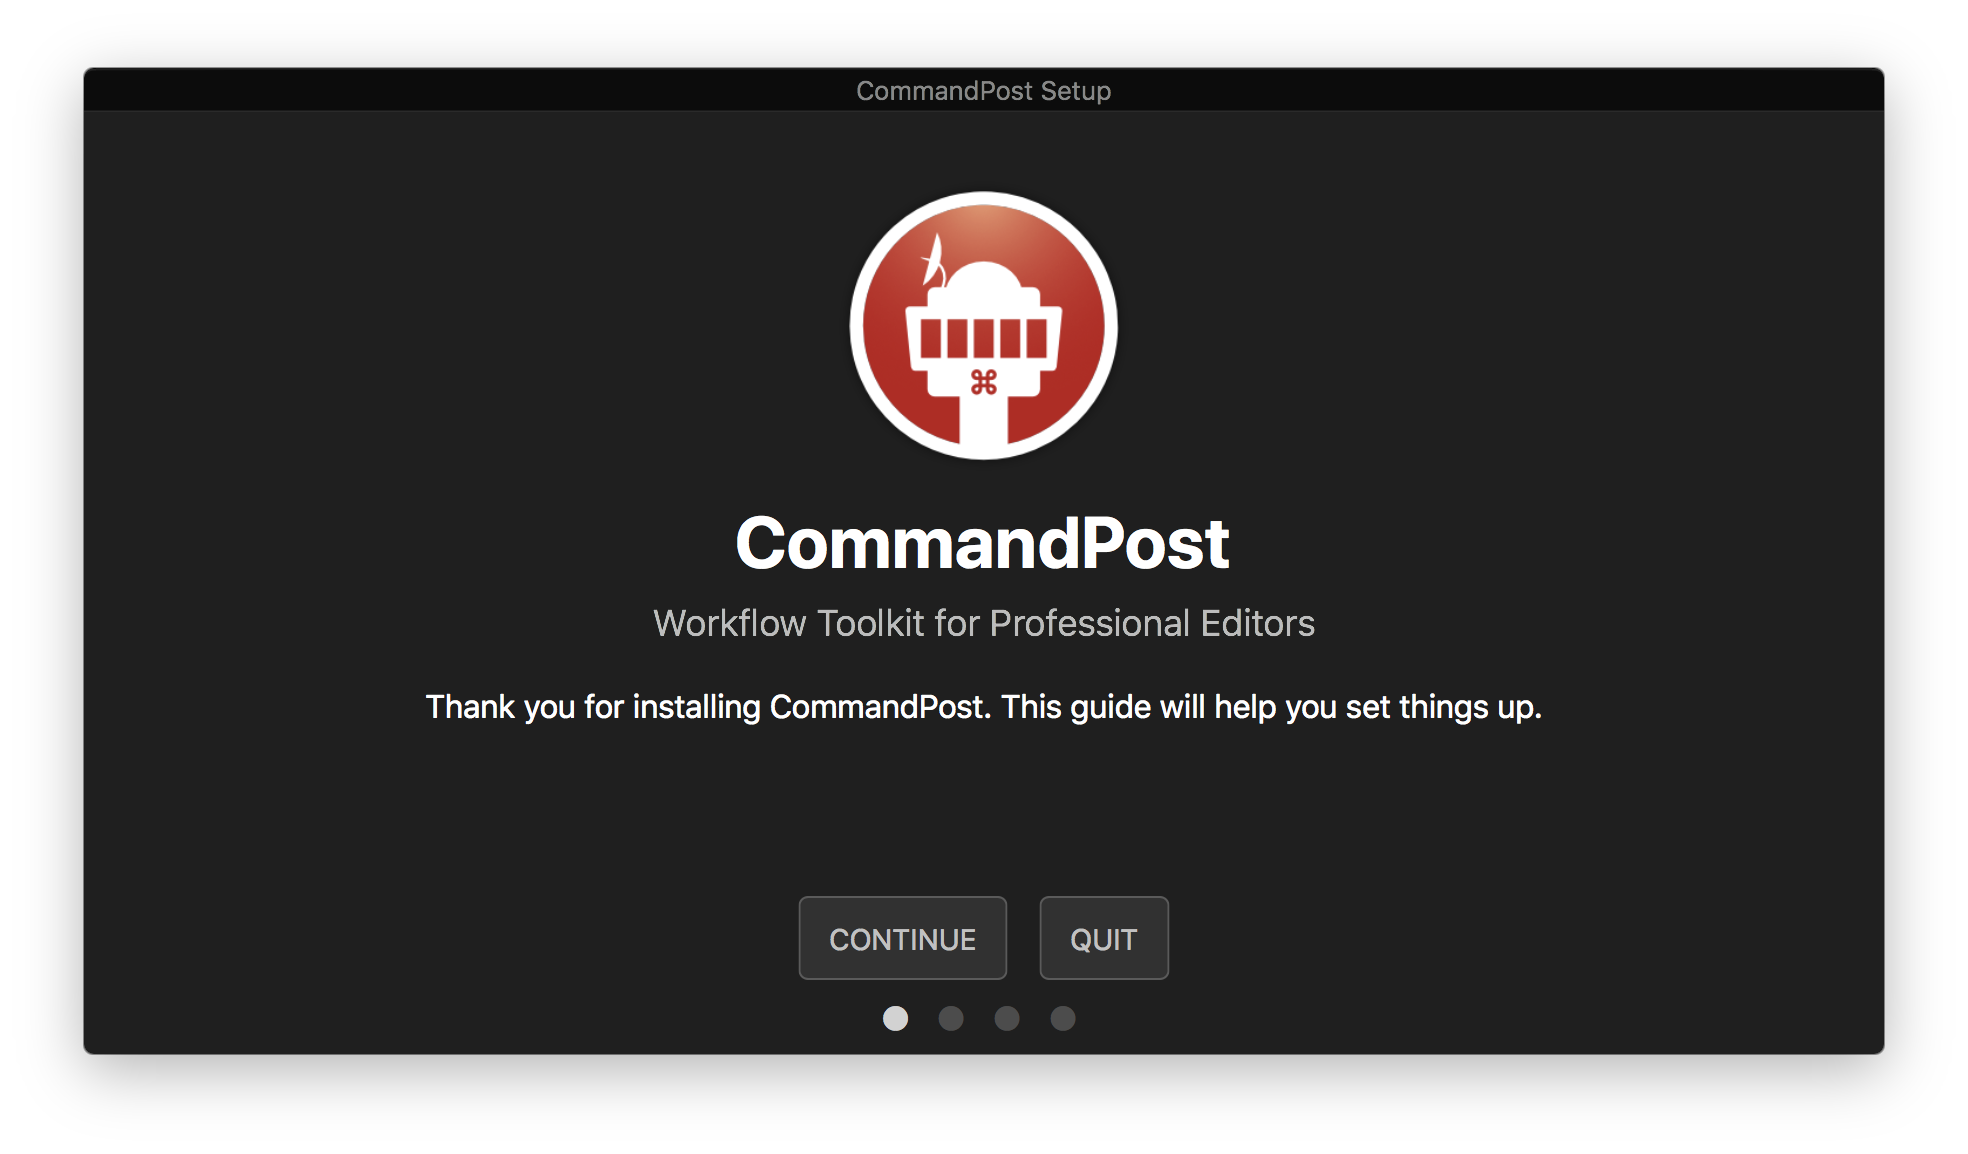 CommandPost Setup
⌘
CommandPost
Workflow Toolkit for Professional Editors
Thank you for installing CommandPost. This guide will help you set things up.
CONTINUE
QUIT